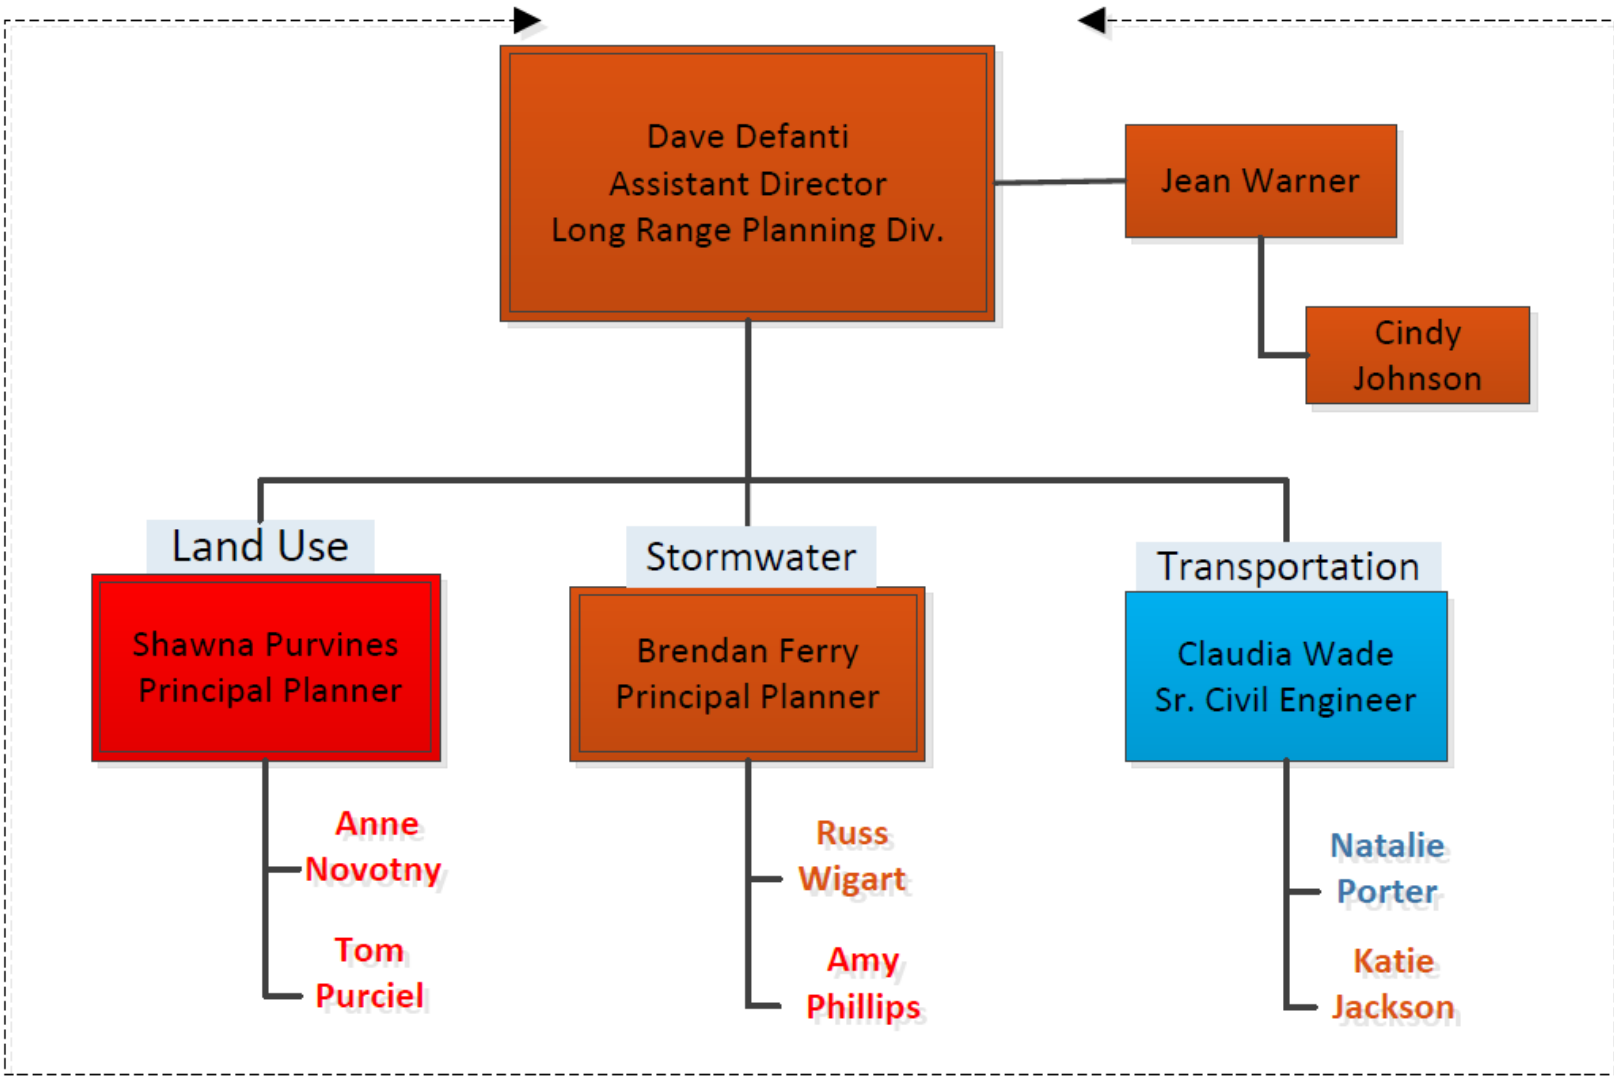 Dave Defanti
Assistant Director
Long Range Planning Div.
Jean Warner
Cindy
Johnson
Land Use
Shawna Purvines
Principal Planner
Anne
Novotny
Tom
Purciel
Stormwater
Brendan Ferry
Principal Planner
Russ
Wigart
Amy
Phillips
Transportation
Claudia Wade
Sr. Civil Engineer
Natalie
Porter
Katie
Jackson